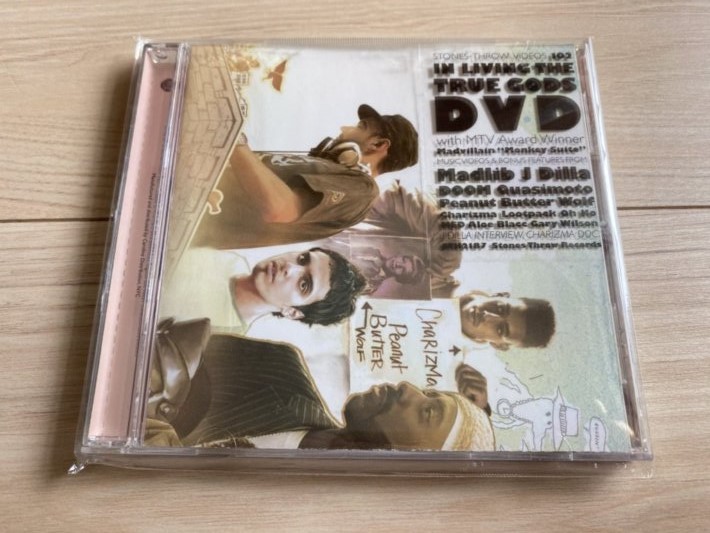 STONES THROW VIDEOS 102
IN LIVING THE
TRUE GODS
DVD
with MTV Award Winner
Madvillain "Monkey Suite"
MUSIC VIDEOS & BONUS FEATURES FROM:
Madlib J Dilla
DOOM Quasimoto
Peanut Butter Wolf
Charizma Lootpack Oh No
MED Aloe Blacc Gary Wilson
J DILLA INTERVIEW, CHARIZMA DOC
Stones Throw Records
CHARIZMA
PEANUT
BUTTER
WOLF